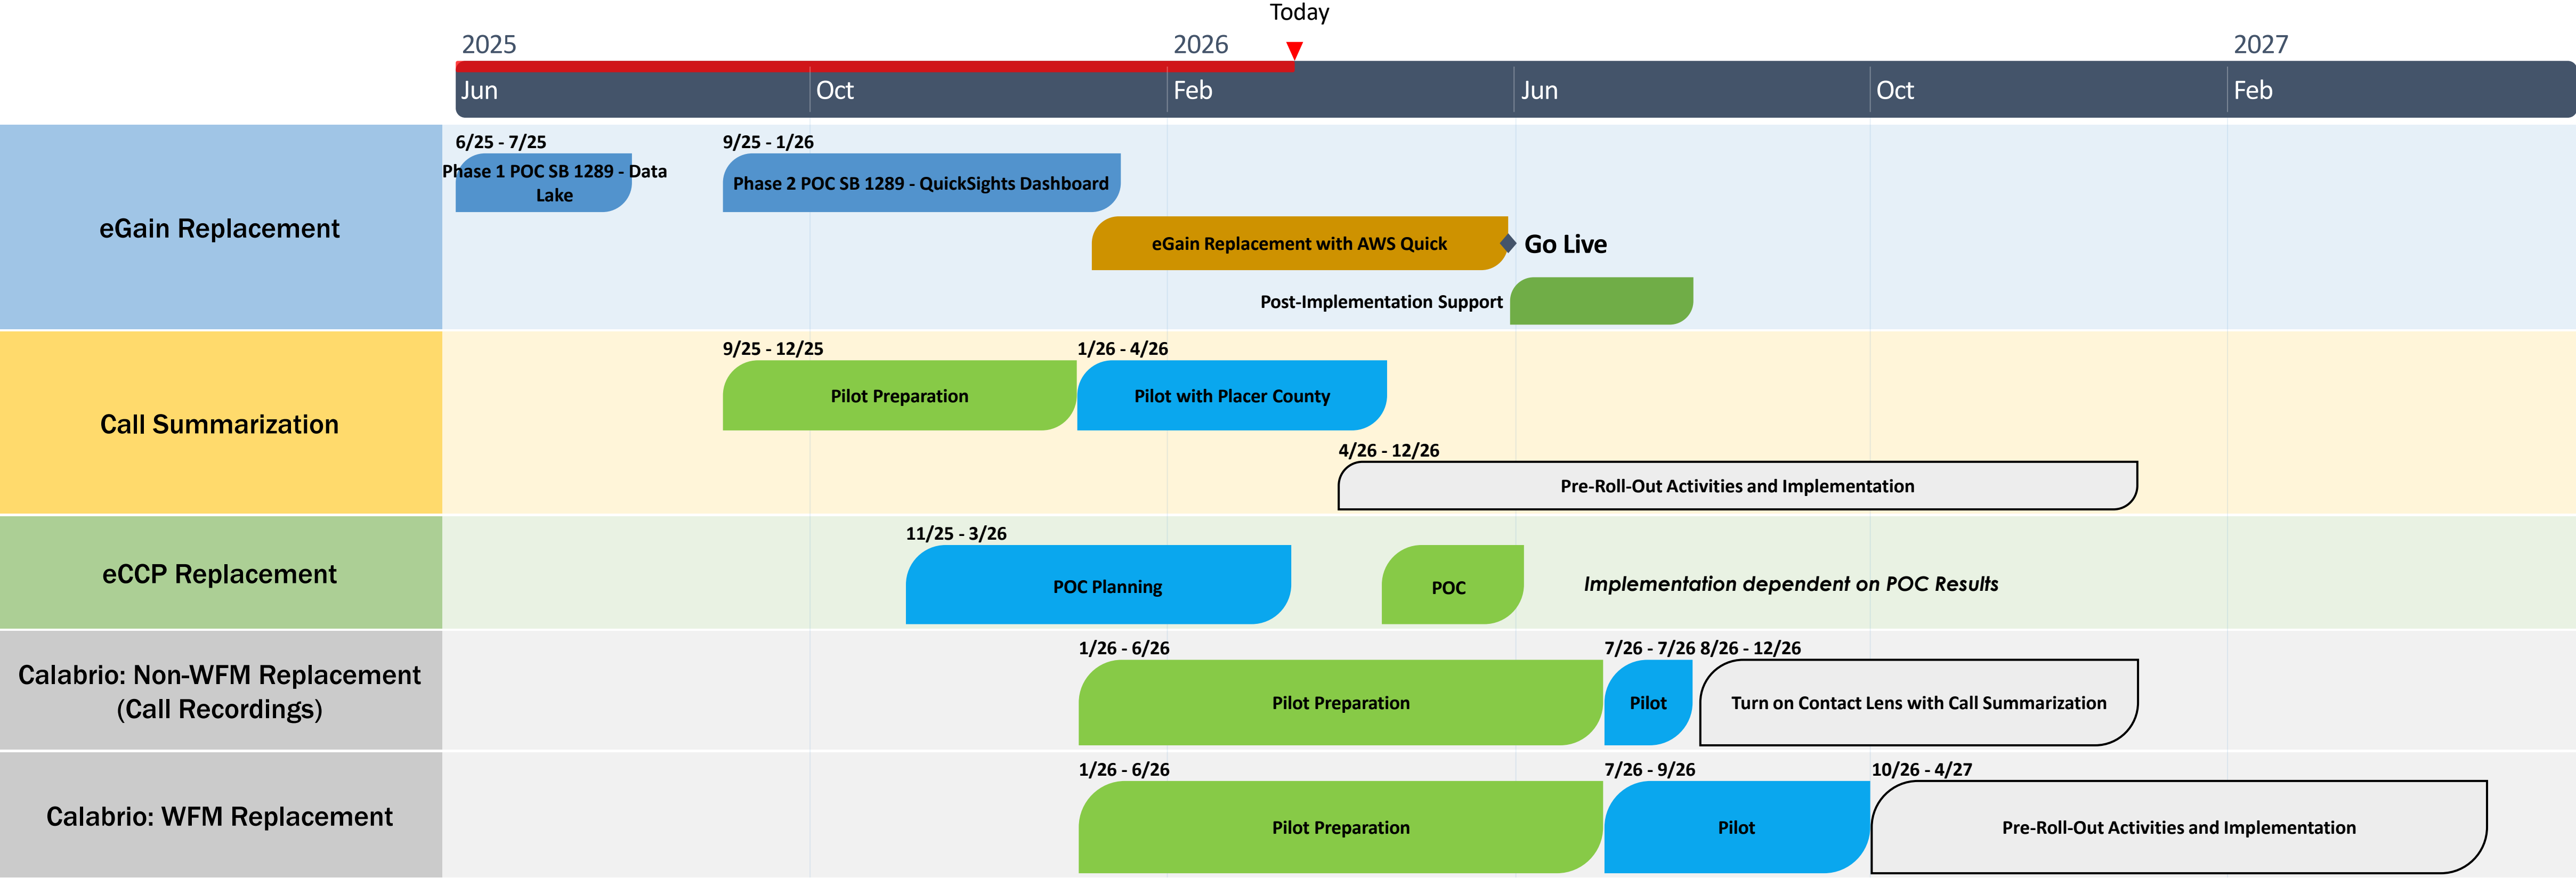 Today
2025 2026 2027
Jun Oct Feb Jun Oct Feb
eGain Replacement
6/25 - 7/25
Phase 1 POC SB 1289 - Data
Lake
9/25 - 1/26
Phase 2 POC SB 1289 - QuickSights Dashboard
eGain Replacement with AWS Quick
Go Live
Post-Implementation Support
Call Summarization
9/25 - 12/25
Pilot Preparation
1/26 - 4/26
Pilot with Placer County
4/26 - 12/26
Pre-Roll-Out Activities and Implementation
eCCP Replacement
11/25 - 3/26
POC Planning
POC
Implementation dependent on POC Results
Calabrio: Non-WFM Replacement
(Call Recordings)
1/26 - 6/26
Pilot Preparation
7/26 - 7/26
Pilot
8/26 - 12/26
Turn on Contact Lens with Call Summarization
Calabrio: WFM Replacement
1/26 - 6/26
Pilot Preparation
7/26 - 9/26
Pilot
10/26 - 4/27
Pre-Roll-Out Activities and Implementation